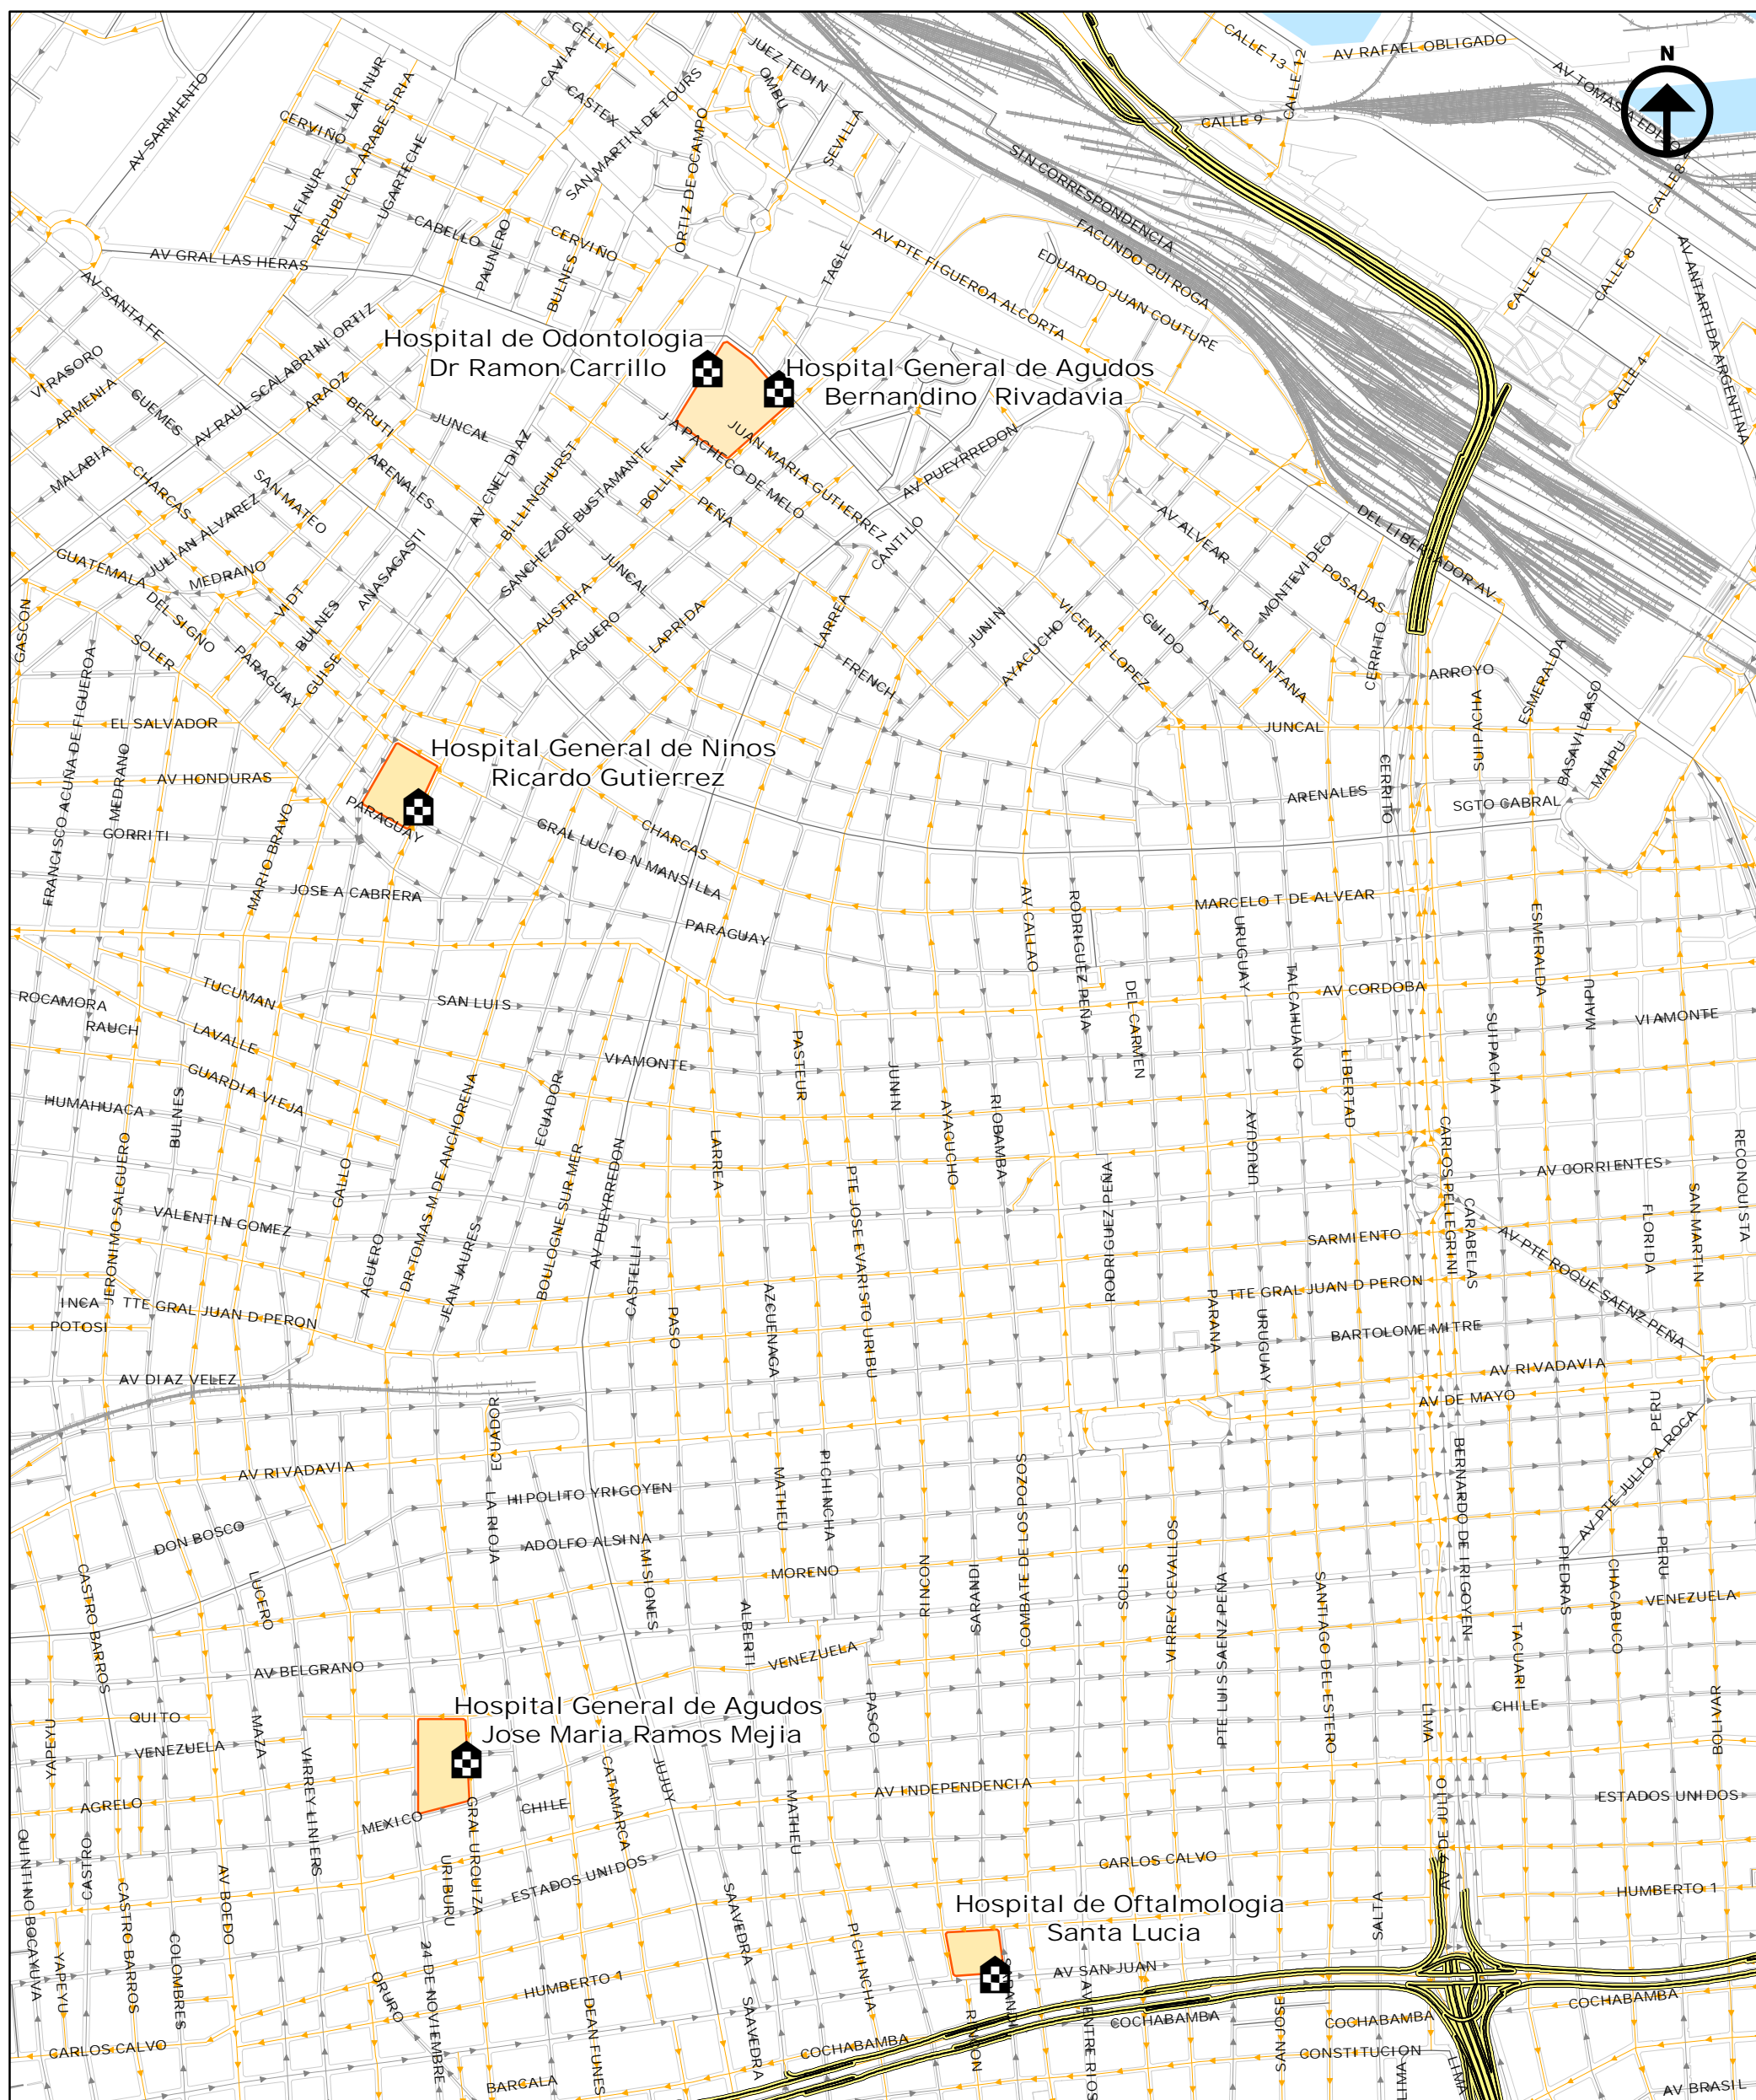 GELLY
JUEZ TEDIN
CALLE 13
CALLE 12
AV RAFAEL OBLIGADO
N
AV TOMAS A EDISON
CAVIA
CASTEX
OMBU
SAN MARTIN DE TOURS
LAFINUR
REPUBLICA ARABE SIRIA
AV SARMIENTO
CERVIÑO
UGARTECHE
SEVILLA
CALLE 9
SIN CORRESPONDENCIA
CALLE 8
LAFINUR
CABELLO
PAUNERO
CERVIÑO
ORTIZ DE OCAMPO
TAGLE
AV PTE FIGUEROA ALCORTA
FACUNDO QUIROGA
EDUARDO JUAN COUTURE
CALLE 10
CALLE 8
AV ANTARTIDA ARGENTINA
AV GRAL LAS HERAS
BULNES
AV SANTA FE
Hospital de Odontologia
Dr Ramon Carrillo
Hospital General de Agudos
Bernandino Rivadavia
VIRASORO
ARMENIA
GUEMES
AV RAUL SCALABRINI ORTIZ
ARAOZ
BERUTI
JUNCAL
CALLE 4
J A PACHECO DE MELO
JUAN MARIA GUTIERREZ
AV PUEYRREDON
MALABIA
CHARCAS
SAN MATEO
ARENALES
AV CNEL DIAZ
BILLINGHURST
SANCHEZ DE BUSTAMANTE
BOLLINI
PEÑA
CANTILO
AV ALVEAR
DEL LIBERTADOR AV.
JULIAN ALVAREZ
GUATEMALA
MEDRANO
ANASAGASTI
JUNCAL
AUSTRIA
MONTEVIDEO
POSADAS
GASCON
DEL SIGNO
VIDT
BULNES
AGUERO
LAPRIDA
LARREA
JUNIN
AYACUCHO
VICENTE LOPEZ
GUIDO
AV PTE QUINTANA
CERRITO
SOLER
PARAGUAY
GUISE
FRENCH
ARROYO
SUIPACHA
ESMERALDA
BASAVILBASO
MAIPU
FRANCISCO ACUÑA DE FIGUEROA
EL SALVADOR
JUNCAL
Hospital General de Ninos
Ricardo Gutierrez
MEDRANO
AV HONDURAS
PARAGUAY
CERRITO
ARENALES
SGTO CABRAL
GORRITI
MARIO BRAVO
GRAL LUCIO N MANSILLA
CHARCAS
JOSE A CABRERA
MARCELO T DE ALVEAR
AV CALLAO
RODRIGUEZ PEÑA
PARAGUAY
URUGUAY
TALCAHUANO
ESMERALDA
TUCUMAN
ROCAMORA
SAN LUIS
DEL CARMEN
AV CORDOBA
MAIPU
RAUCH
LAVALLE
VIAMONTE
PASTEUR
SUIPACHA
VIAMONTE
GUARDIA VIEJA
HUMAHUACA
BULNES
DR TOMAS M DE ANCHORENA
ECUADOR
JUNIN
AYACUCHO
RIOBAMBA
LIBERTAD
JERONIMO SALGUERO
GALLO
BOULOGNE SUR MER
AV PUEYRREDON
LARREA
RODRIGUEZ PEÑA
URUGUAY
CARLOS PELLEGRINI
AV CORRIENTES
RECONQUISTA
VALENTIN GOMEZ
AGUERO
JEAN JAURES
CASTELLI
PTE JOSE EVARISTO URIBURU
SARMIENTO
CARABELAS
AV PTE ROQUE SAENZ PEÑA
FLORIDA
SAN MARTIN
INCA
TTE GRAL JUAN D PERON
POTOSI
PASO
AZCUENAGA
PARANA
URUGUAY
TTE GRAL JUAN D PERON
BARTOLOME MITRE
AV DIAZ VELEZ
AV RIVADAVIA
AV DE MAYO
PERU
AV PTE JULIO A ROCA
AV RIVADAVIA
ECUADOR
HIPOLITO YRIGOYEN
LA RIOJA
MATHEU
PICHINCHA
COMBATE DE LOS POZOS
BERNARDO DE IRIGOYEN
DON BOSCO
ADOLFO ALSINA
MORENO
CASTRO BARROS
LUCERO
MISIONES
ALBERTI
RINCON
SARANDI
SOLIS
VIRREY CEVALLOS
PTE LUIS SAENZ PEÑA
SANTIAGO DEL ESTERO
TACUARI
PIEDRAS
CHACABUCO
PERU
VENEZUELA
AV BELGRANO
VENEZUELA
Hospital General de Agudos
Jose Maria Ramos Mejia
QUITO
YAPEYU
VENEZUELA
MAZA
VIRREY LINIERS
PASCO
LIMA
CHILE
BOLIVAR
AGRELO
MEXICO
GRAL URQUIZA
CHILE
CATAMARCA
JUJUY
MATHEU
AV INDEPENDENCIA
AV 9 DE JULIO
ESTADOS UNIDOS
QUINTINO BOCAYUVA
CASTRO
CASTRO BARROS
AV BOEDO
URIBURU
ESTADOS UNIDOS
CARLOS CALVO
HUMBERTO 1
Hospital de Oftalmologia
Santa Lucia
SAAVEDRA
PICHINCHA
SALTA
YAPEYU
COLOMBRES
ORURO
24 DE NOVIEMBRE
HUMBERTO 1
DEAN FUNES
SAAVEDRA
SARANDI
RINCON
AV SAN JUAN
AV ENTRE RIOS
COCHABAMBA
SAN JOSE
COCHABAMBA
COCHABAMBA
CARLOS CALVO
COCHABAMBA
CONSTITUCION
LIMA
LIMA
BARCALA
AV BRASIL